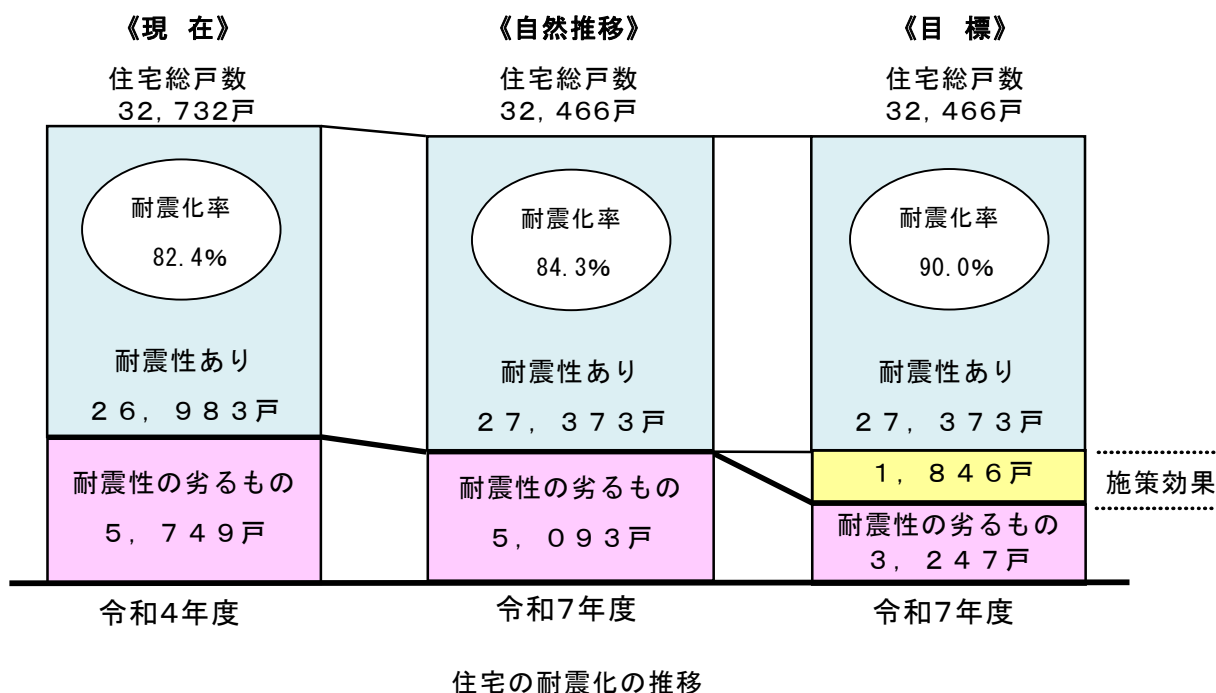 《現 在》
住宅総戸数
32,732戸
耐震化率
82.4%
耐震性あり
26,983戸
耐震性の劣るもの
5,749戸
令和4年度
《自然推移》
住宅総戸数
32,466戸
耐震化率
84.3%
耐震性あり
27,373戸
耐震性の劣るもの
5,093戸
令和7年度
《目 標》
住宅総戸数
32,466戸
耐震化率
90.0%
耐震性あり
27,373戸
1,846戸
施策効果
耐震性の劣るもの
3,247戸
令和7年度
住宅の耐震化の推移